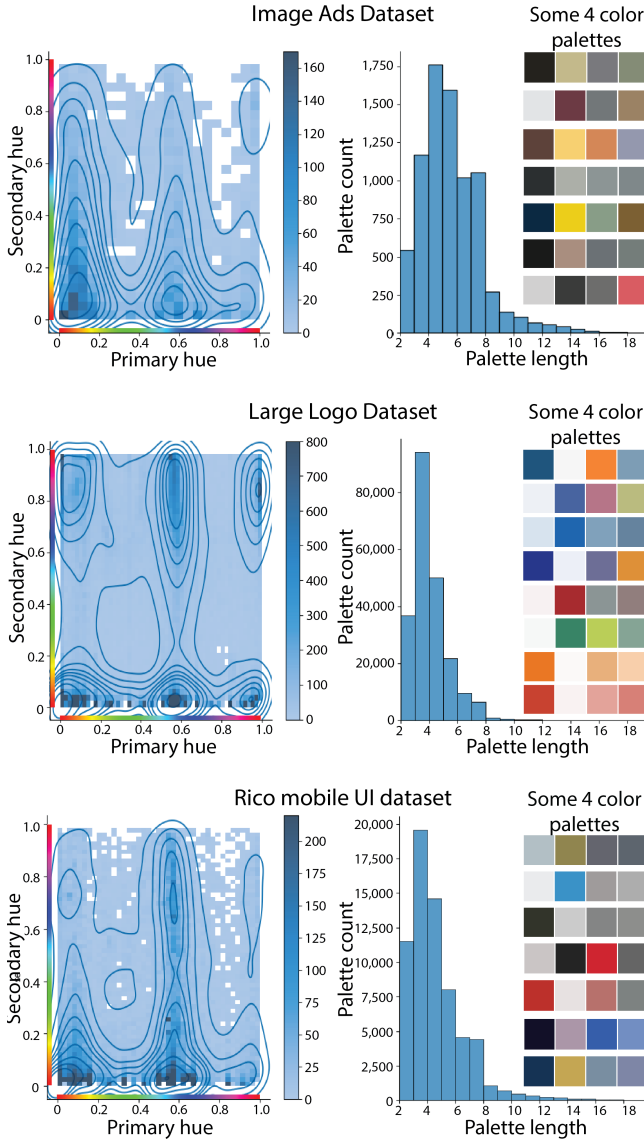 Image Ads Dataset
Some 4 color
palettes
1.0
0.8
0.6
0.4
0.2
0
Secondary hue
0 0.2 0.4 0.6 0.8 1.0
Primary hue
160
140
120
100
80
60
40
20
0
1,750
1,500
1,250
1,000
750
500
250
0
Palette count
2 4 6 8 10 12 14 16 18
Palette length
Large Logo Dataset
Some 4 color
palettes
1.0
0.8
0.6
0.4
0.2
0
Secondary hue
0 0.2 0.4 0.6 0.8 1.0
Primary hue
800
700
600
500
400
300
200
100
0
80,000
60,000
40,000
20,000
0
Palette count
2 4 6 8 10 12 14 16 18
Palette length
Rico mobile UI dataset
Some 4 color
palettes
1.0
0.8
0.6
0.4
0.2
0
Secondary hue
0 0.2 0.4 0.6 0.8 1.0
Primary hue
200
175
150
125
100
75
50
25
0
20,000
17,500
15,000
12,500
10,000
7,500
5,000
2,500
0
Palette count
2 4 6 8 10 12 14 16 18
Palette length